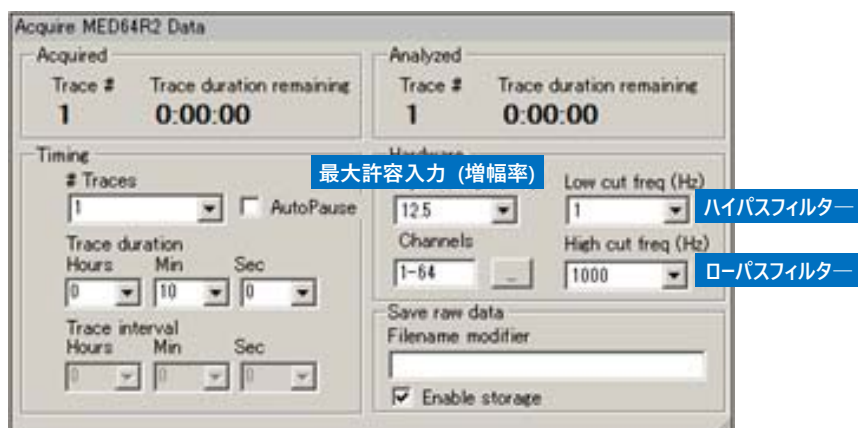 Acquire MED64R2 Data
Acquired
Trace # Trace duration remaining
1 0:00:00
Analyzed
Trace # Trace duration remaining
1 0:00:00
Timing
# Traces
1 AutoPause
Trace duration
Hours Min Sec
0 10 0
Trace interval
Hours Min Sec
0 0 0
Hardware
最大許容入力 (増幅率)
12.5
Low cut freq (Hz)
1
ハイパスフィルター
Channels
1-64 ...
High cut freq (Hz)
1000
ローパスフィルター
Save raw data
Filename modifier
Enable storage